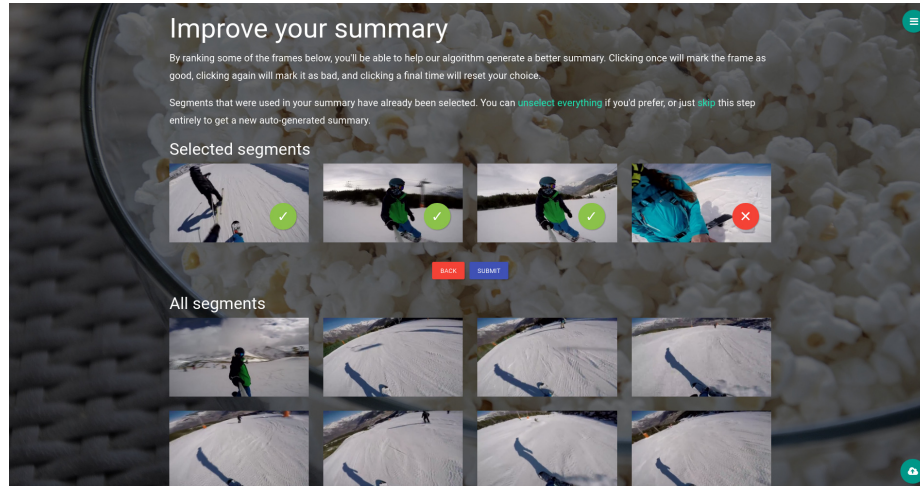 Improve your summary
By ranking some of the frames below, you'll be able to help our algorithm generate a better summary. Clicking once will mark the frame as
good, clicking again will mark it as bad, and clicking a final time will reset your choice.
Segments that were used in your summary have already been selected. You can unselect everything if you'd prefer, or just skip this step
entirely to get a new auto-generated summary.
Selected segments
BACK SUBMIT
All segments